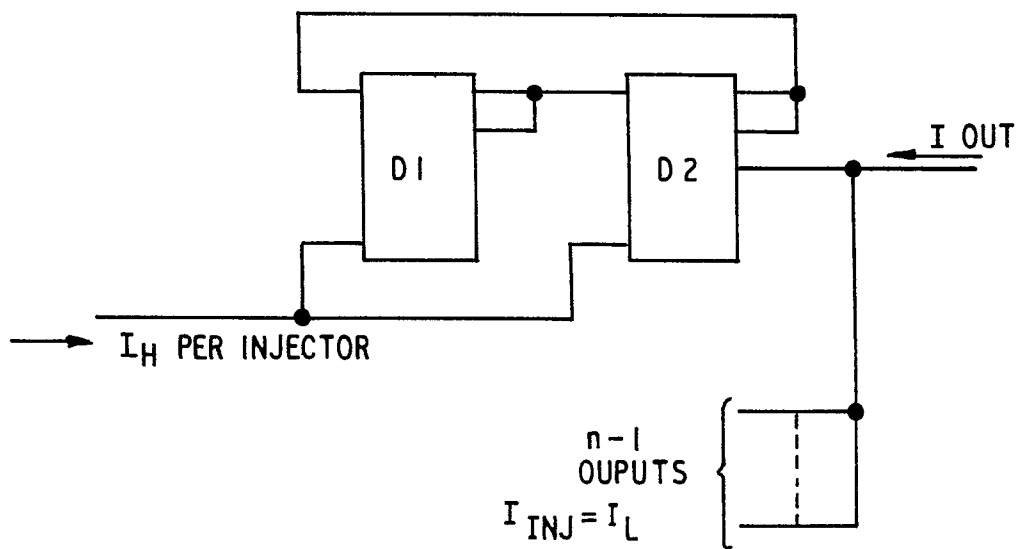 D1
D2
I OUT
I_H PER INJECTOR
n-1
OUPUTS
I_INJ = I_L